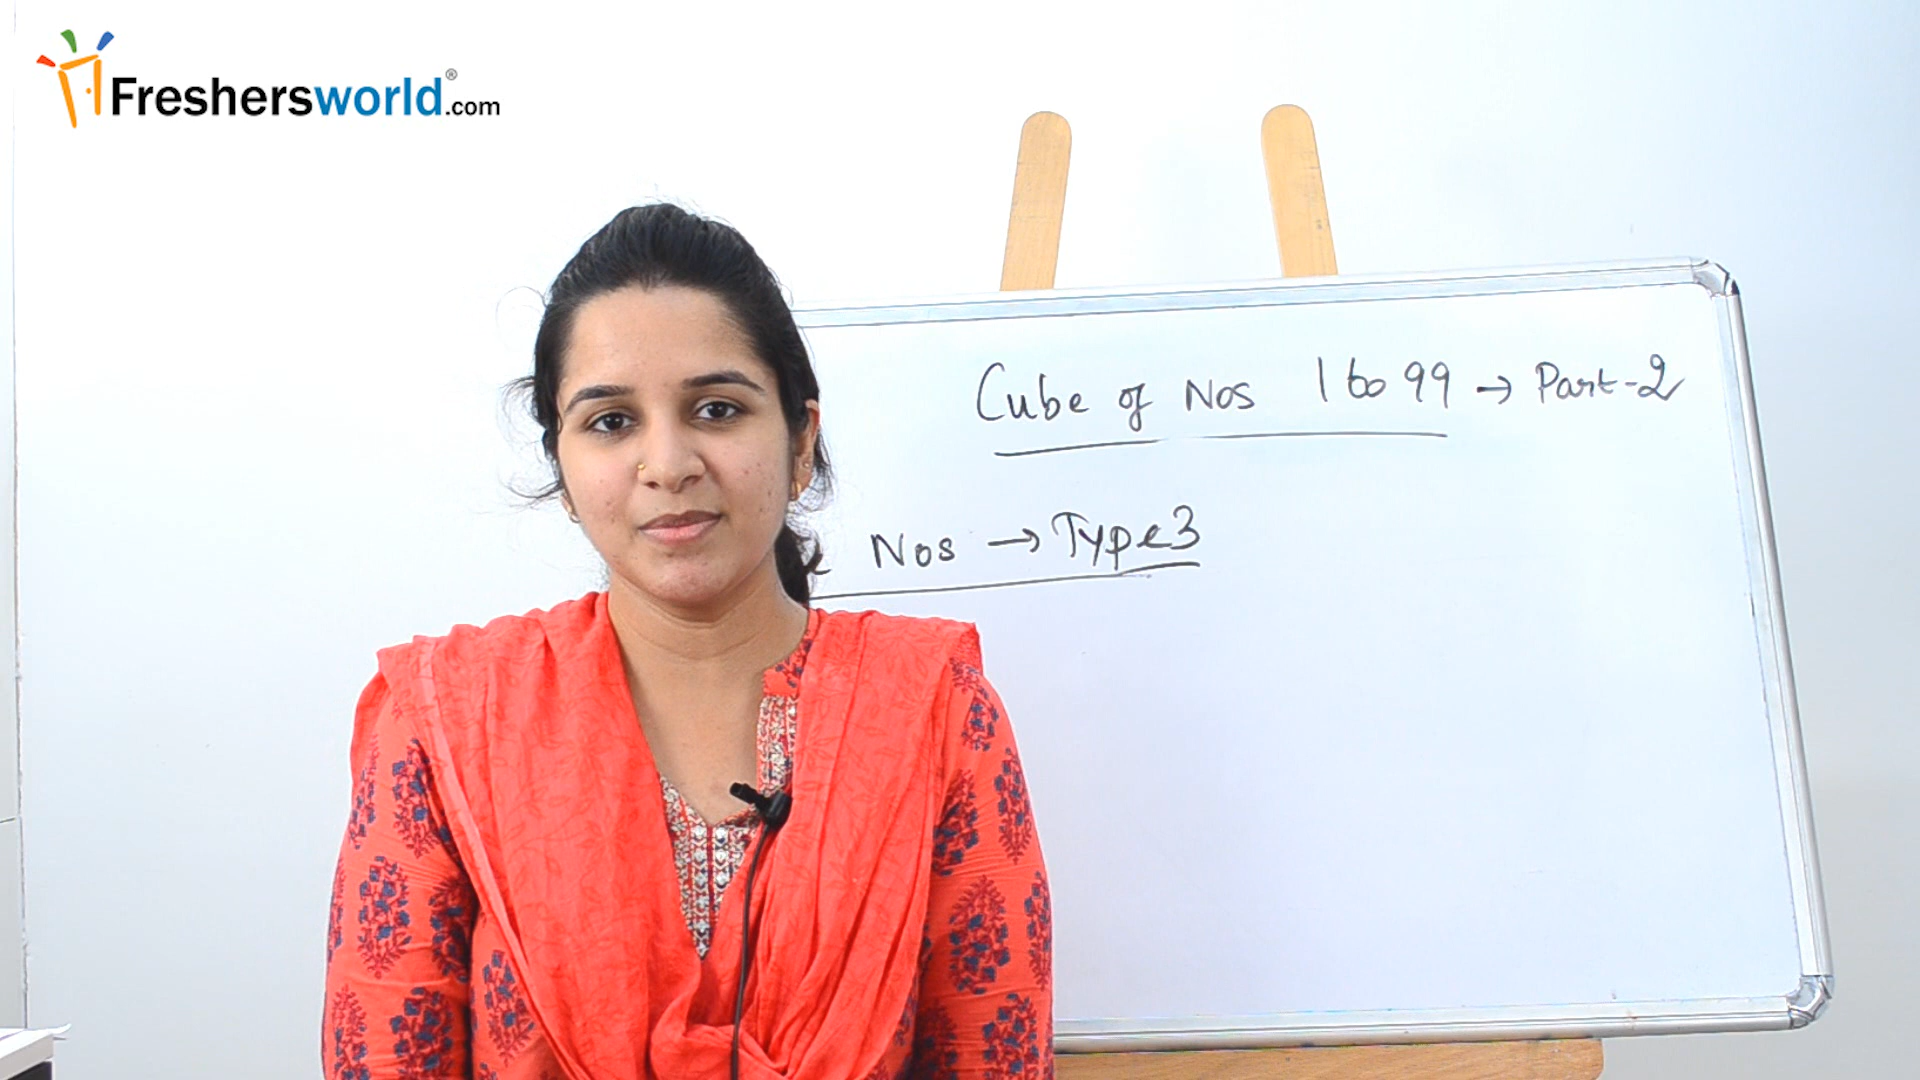 Freshersworld®.com
Cube of Nos 1 to 99 → Part-2
Nos → Type3